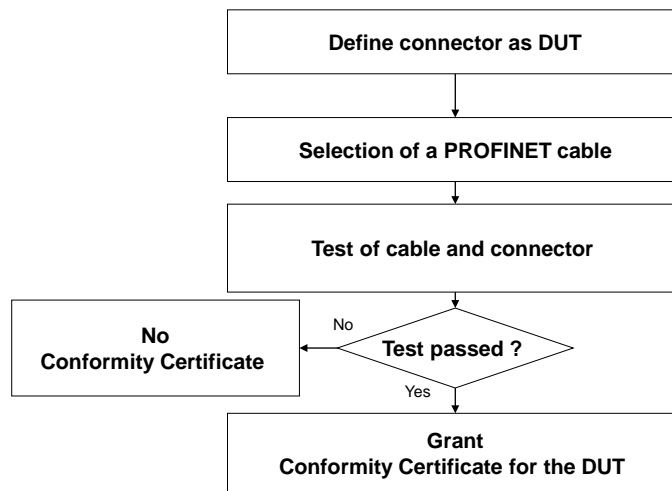 Define connector as DUT
Selection of a PROFINET cable
Test of cable and connector
No
Conformity Certificate
No
Test passed ?
Yes
Grant
Conformity Certificate for the DUT